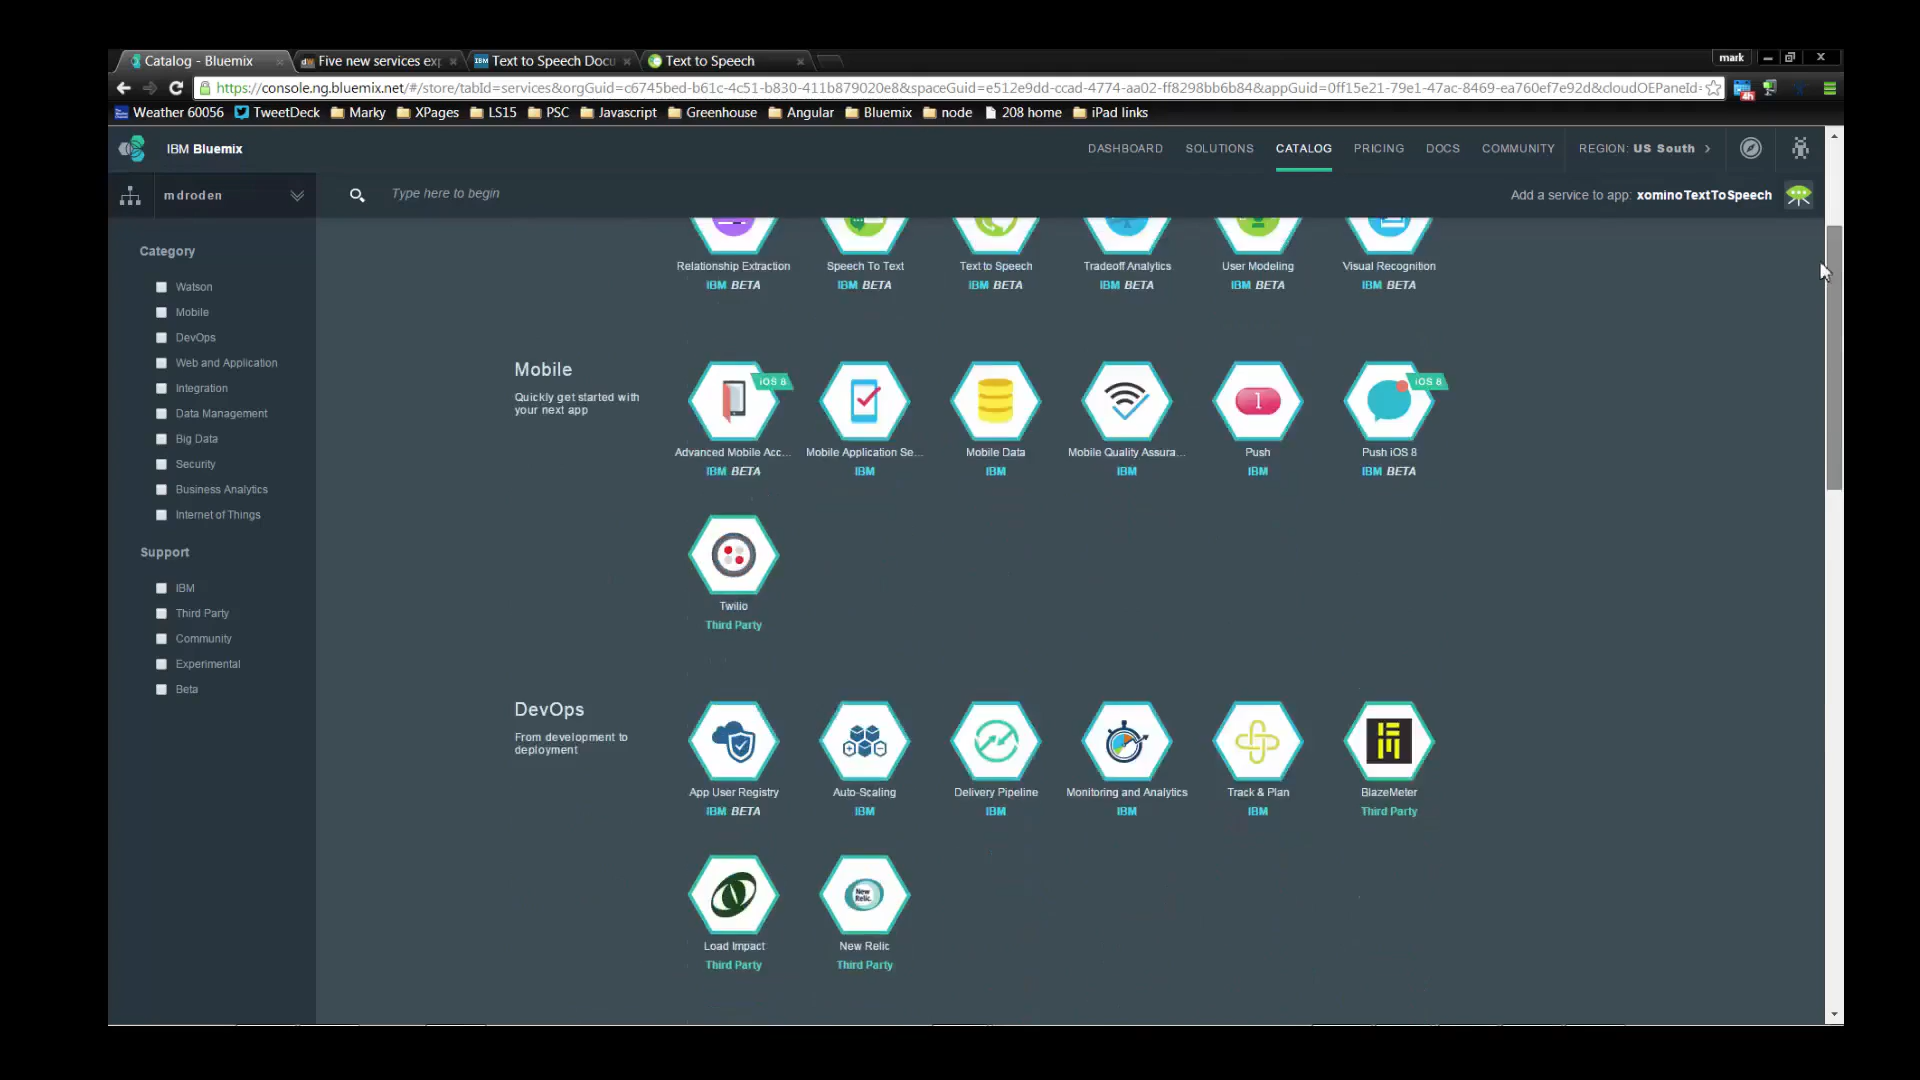 Catalog - Bluemix
Five new services exp
IBM Text to Speech Docu
Text to Speech
mark
https://console.ng.bluemix.net/#/store/tabId=services&orgGuid=c6745bed-b61c-4c51-b830-411b879020e8&spaceGuid=e512e9dd-ccad-4774-aa02-ff8298bb6b84&appGuid=0ff15e21-79e1-47ac-8469-ea760ef7e92d&cloudOEPaneId=
Weather 60056 TweetDeck Marky XPages LS15 PSC Javascript Greenhouse Angular Bluemix node 208 home iPad links
IBM Bluemix
DASHBOARD SOLUTIONS CATALOG PRICING DOCS COMMUNITY REGION: US South
mdroden
Type here to begin
Add a service to app: xominoTextToSpeech
Category
Watson
Mobile
DevOps
Web and Application
Integration
Data Management
Big Data
Security
Business Analytics
Internet of Things
Support
IBM
Third Party
Community
Experimental
Beta
Relationship Extraction Speech To Text Text to Speech Tradeoff Analytics User Modeling Visual Recognition
IBM BETA IBM BETA IBM BETA IBM BETA IBM BETA IBM BETA
Mobile
Quickly get started with
your next app
iOS 8
iOS 8
1
Advanced Mobile Acc... Mobile Application Se... Mobile Data Mobile Quality Assura... Push Push iOS 8
IBM BETA IBM IBM IBM IBM IBM BETA
Twilio
Third Party
DevOps
From development to
deployment
App User Registry Auto-Scaling Delivery Pipeline Monitoring and Analytics Track & Plan BlazeMeter
IBM BETA IBM IBM IBM IBM Third Party
New
Relic
Load Impact New Relic
Third Party Third Party